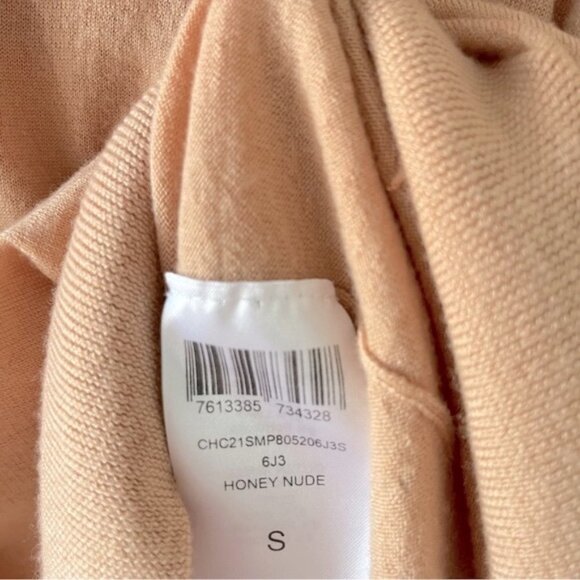 7613385 734328
CHC21SMP805206J3S
6J3
HONEY NUDE
S